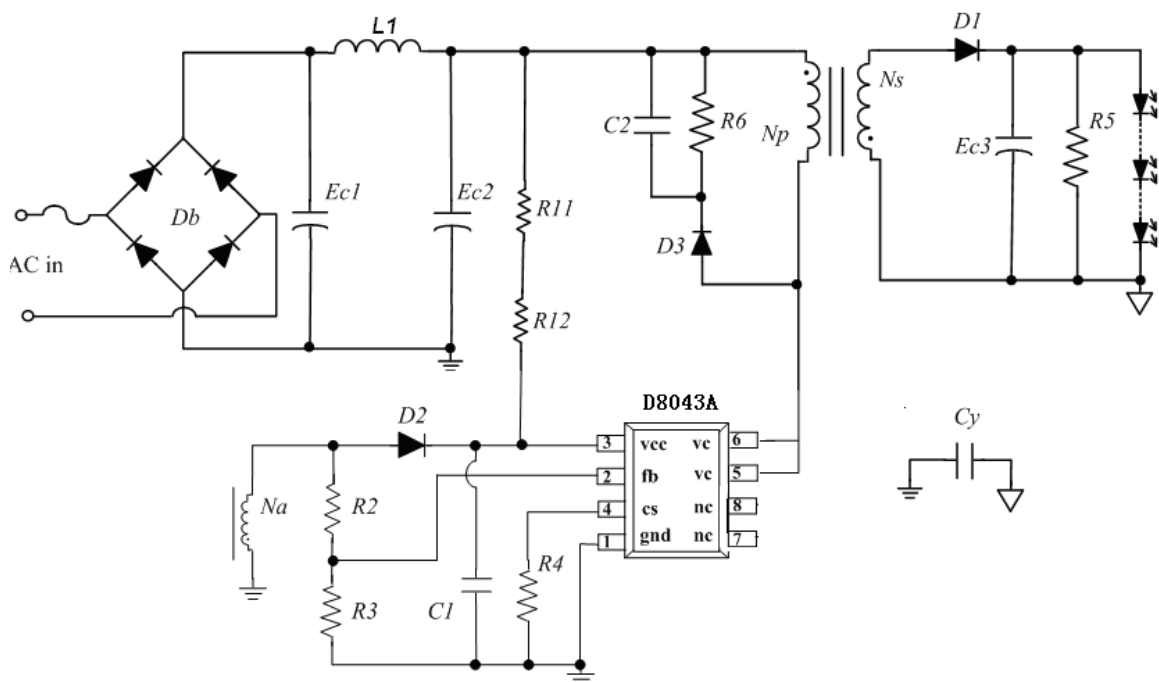 L1
D1
Ns
C2
R6
Np
Ec3
R5
Ec1
Ec2
Db
R11
D3
AC in
R12
D8043A
D2
Cy
3 vcc vc 6
2 fb vc 5
4 cs nc 8
1 gnd nc 7
Na
R2
R4
R3
C1